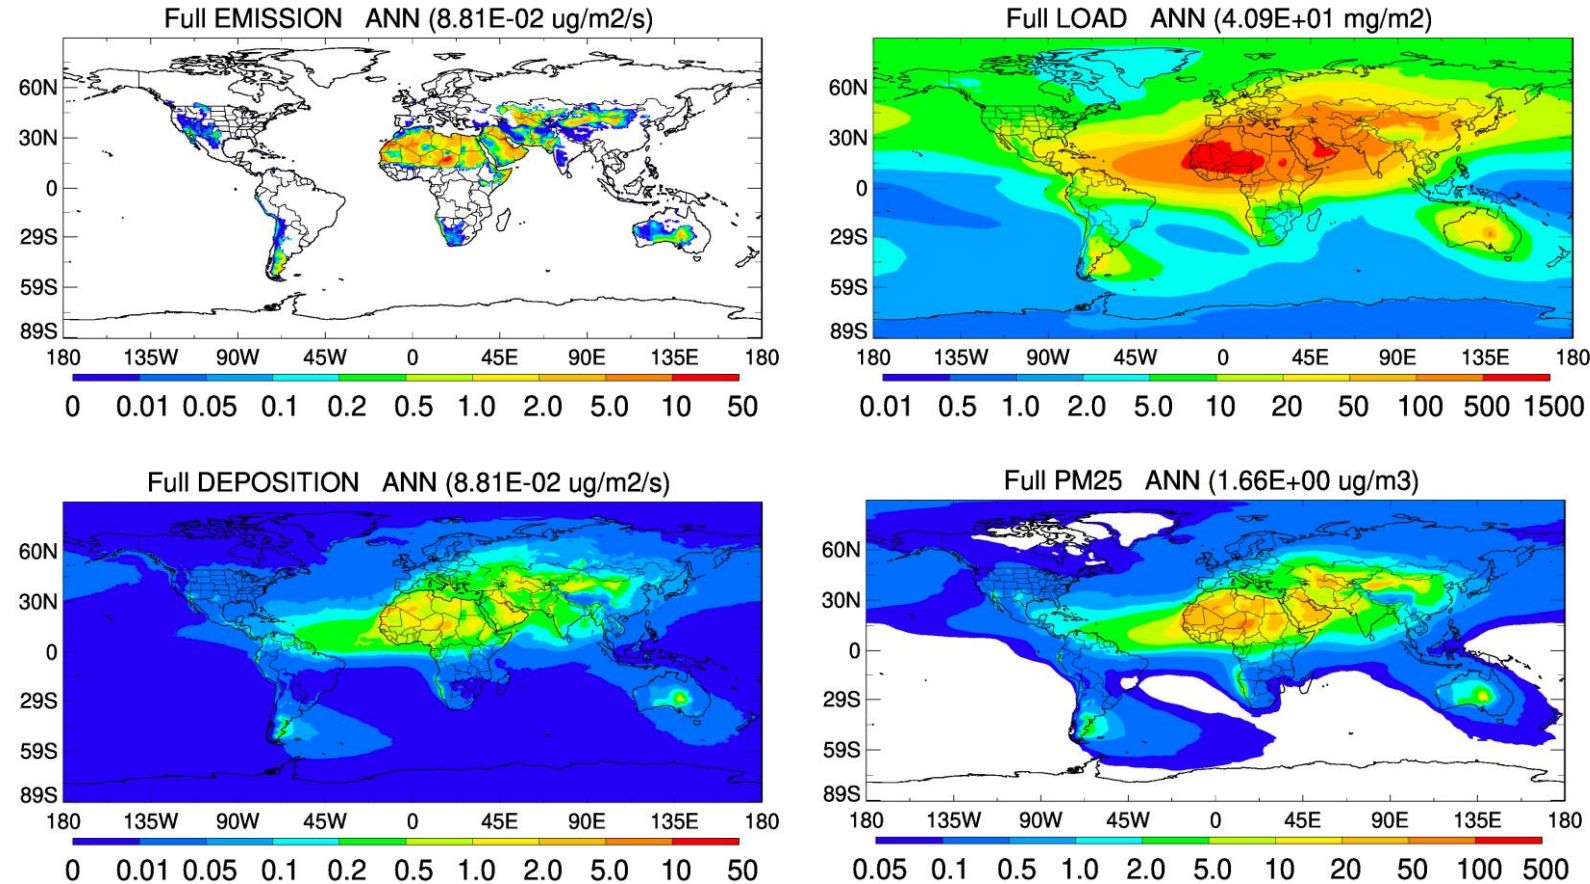 Full EMISSION ANN (8.81E-02 ug/m2/s)
60N
30N
0
29S
59S
89S
180 135W 90W 45W 0 45E 90E 135E 180
0 0.01 0.05 0.1 0.2 0.5 1.0 2.0 5.0 10 50
Full LOAD ANN (4.09E+01 mg/m2)
60N
30N
0
29S
59S
89S
180 135W 90W 45W 0 45E 90E 135E 180
0.01 0.5 1.0 2.0 5.0 10 20 50 100 500 1500
Full DEPOSITION ANN (8.81E-02 ug/m2/s)
60N
30N
0
29S
59S
89S
180 135W 90W 45W 0 45E 90E 135E 180
0 0.01 0.05 0.1 0.2 0.5 1.0 2.0 5.0 10 50
Full PM25 ANN (1.66E+00 ug/m3)
60N
30N
0
29S
59S
89S
180 135W 90W 45W 0 45E 90E 135E 180
0.05 0.1 0.5 1.0 2.0 5.0 10 20 50 100 500